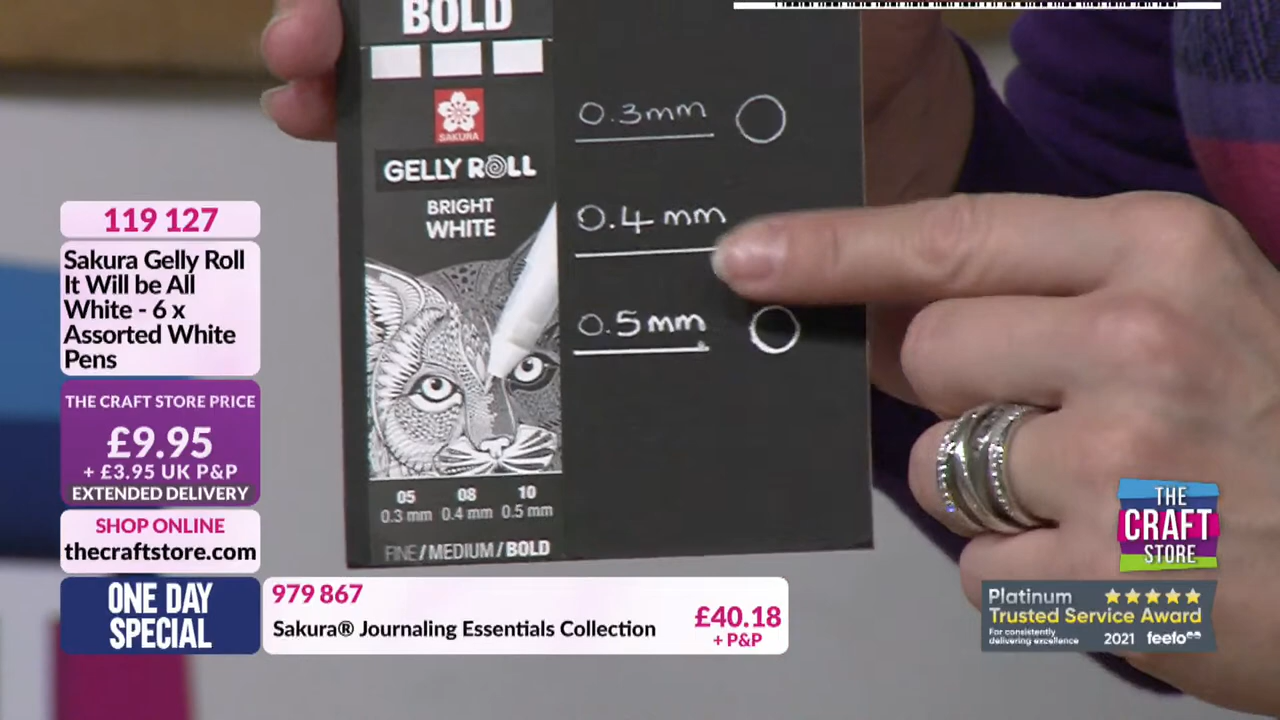 BOLD
SAKURA
GELLY ROLL
BRIGHT
WHITE
0.3mm
0.4mm
0.5mm
05 08 10
0.3 mm 0.4 mm 0.5 mm
FINE/MEDIUM/BOLD
119 127
Sakura Gelly Roll
It Will be All
White - 6 x
Assorted White
Pens
THE CRAFT STORE PRICE
£9.95
+ £3.95 UK P&P
EXTENDED DELIVERY
SHOP ONLINE
thecraftstore.com
ONE DAY
SPECIAL
979 867
Sakura® Journaling Essentials Collection
£40.18
+ P&P
THE
CRAFT
STORE
Platinum
Trusted Service Award
For consistently
delivering excellence
2021 feefo